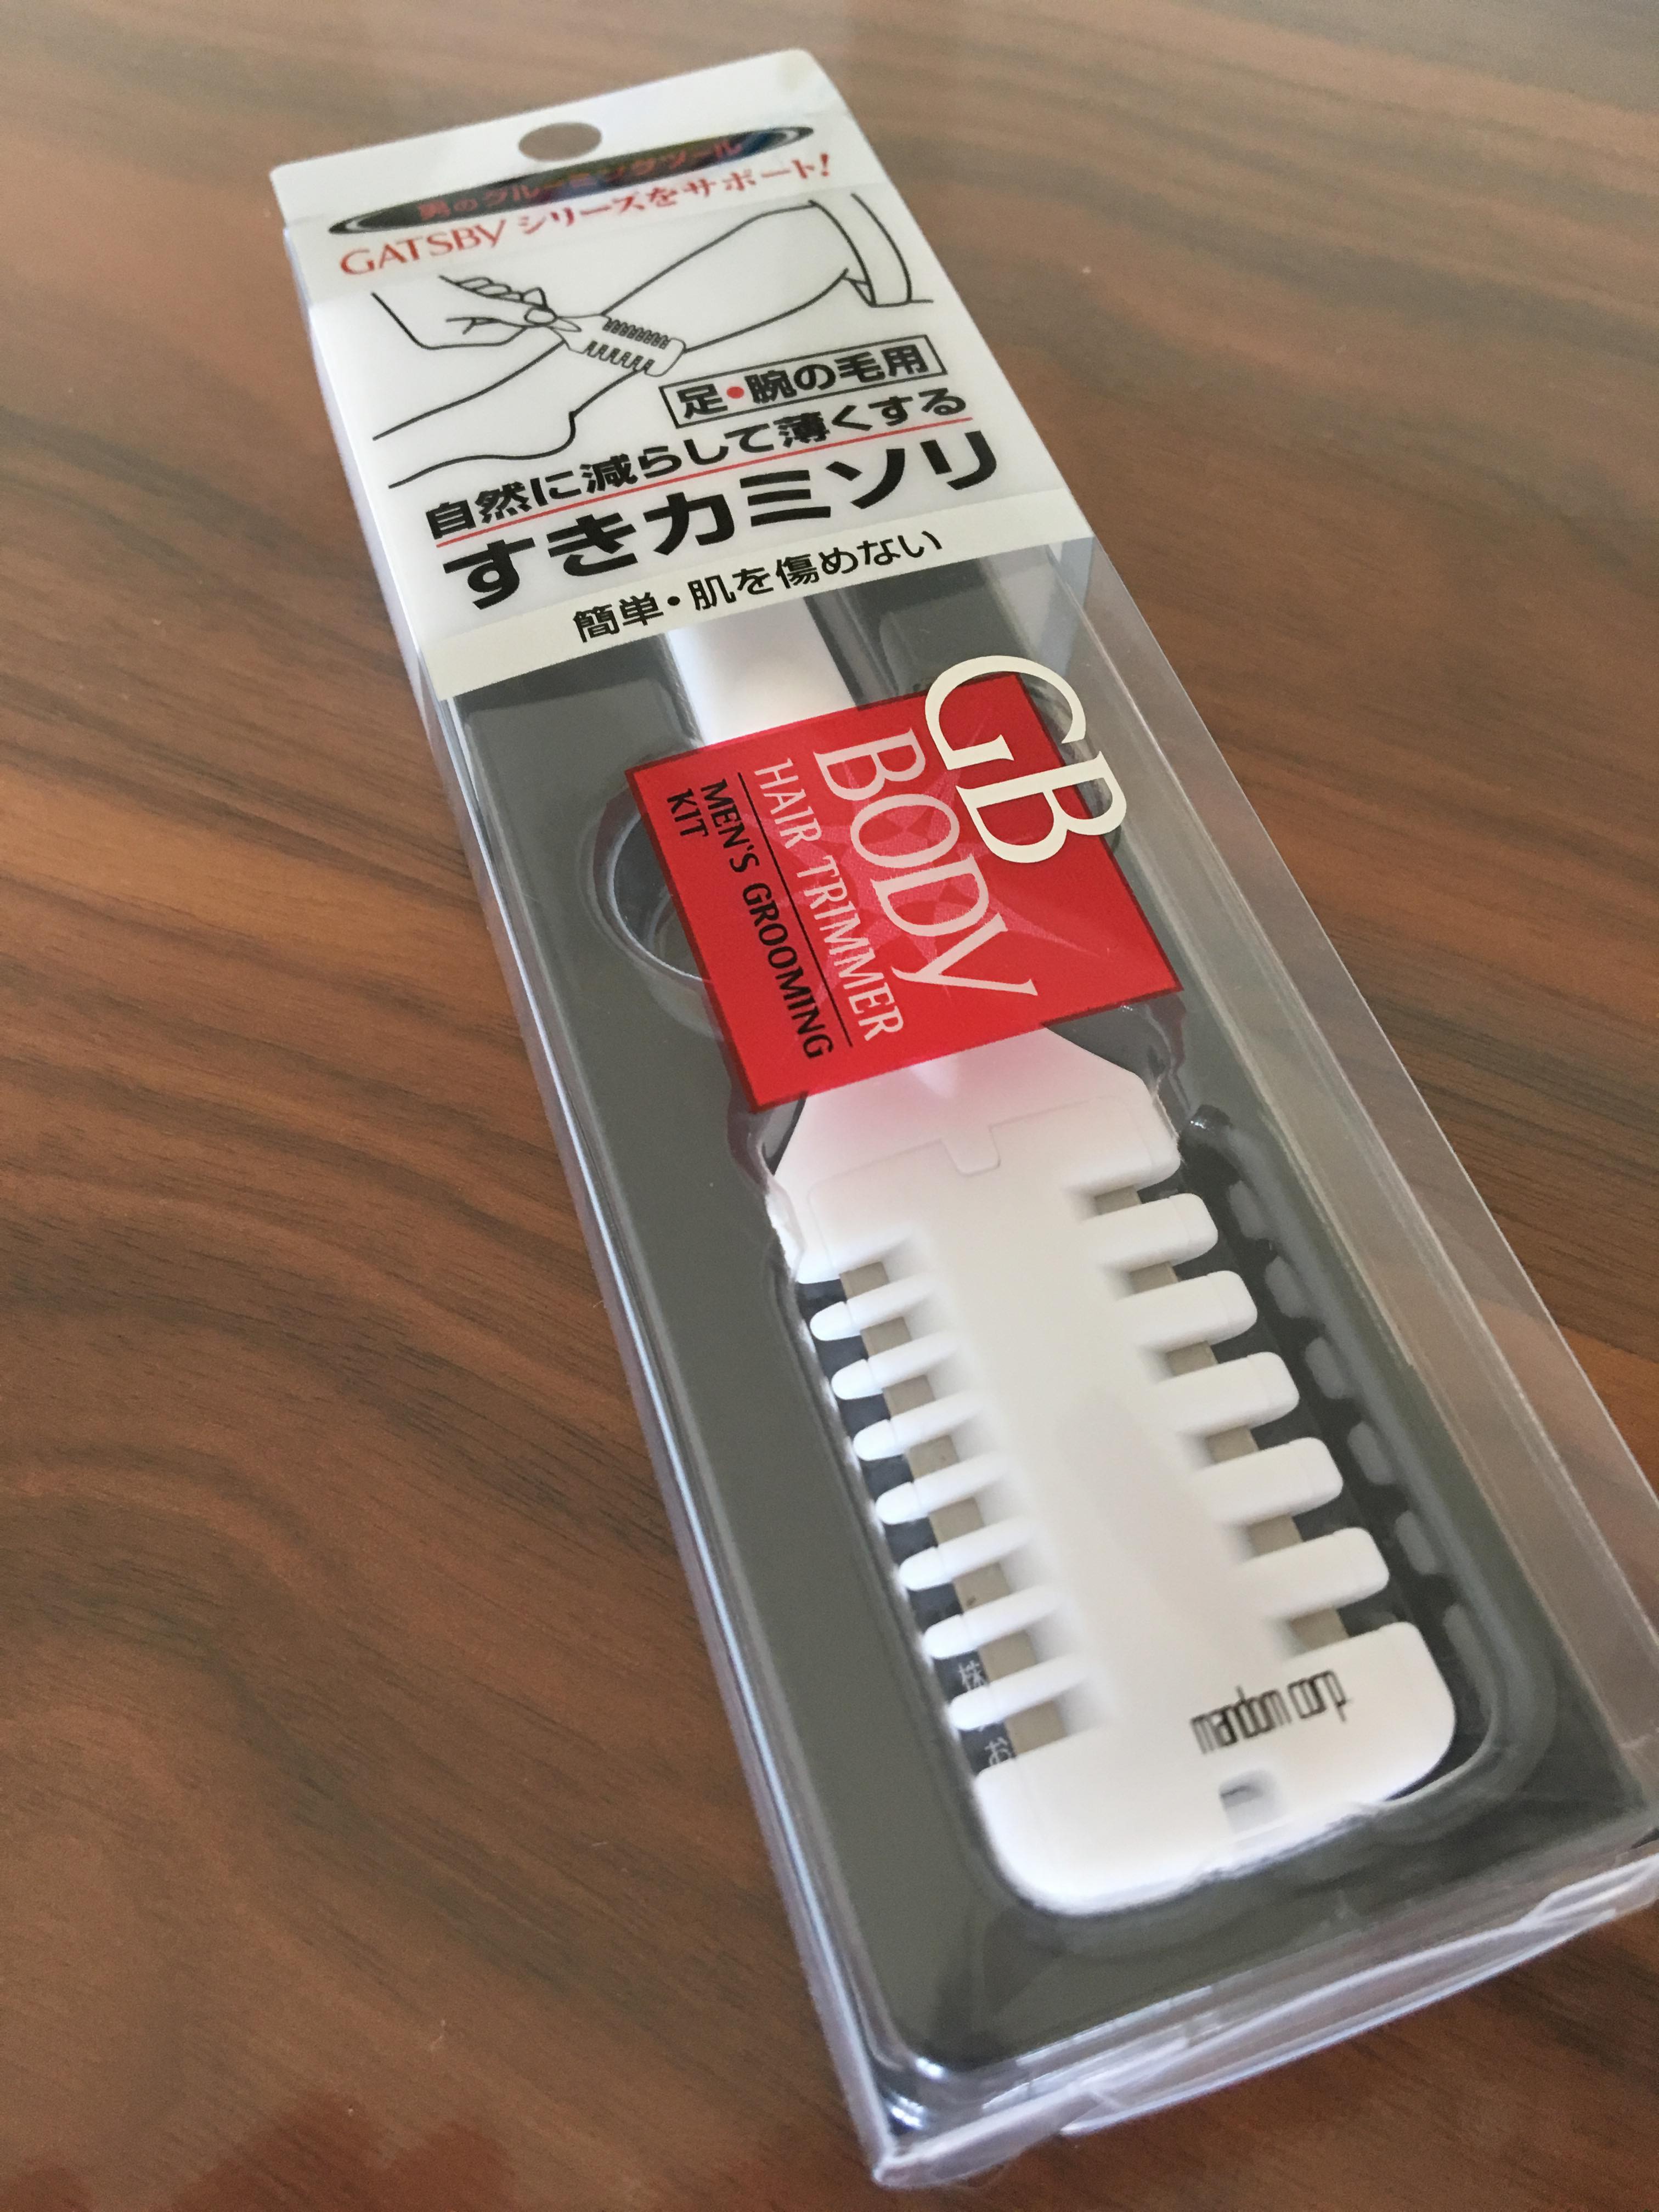 男のグルーミングツール
GATSBYシリーズをサポート!
足・腕の毛用
自然に減らして薄くする
すきカミソリ
簡単・肌を傷めない
GB
BODY
HAIR TRIMMER
MEN'S GROOMING
KIT
株
お
mandom corp.